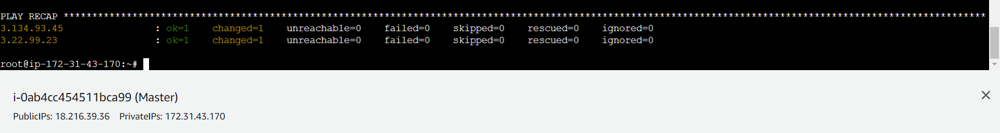 PLAY RECAP *****************************************************************************************************************************************************************
3.134.93.45 : ok=1 changed=1 unreachable=0 failed=0 skipped=0 rescued=0 ignored=0
3.22.99.23 : ok=1 changed=1 unreachable=0 failed=0 skipped=0 rescued=0 ignored=0
root@ip-172-31-43-170:~#
i-0ab4cc454511bca99 (Master)
PublicIPs: 18.216.39.36 PrivateIPs: 172.31.43.170